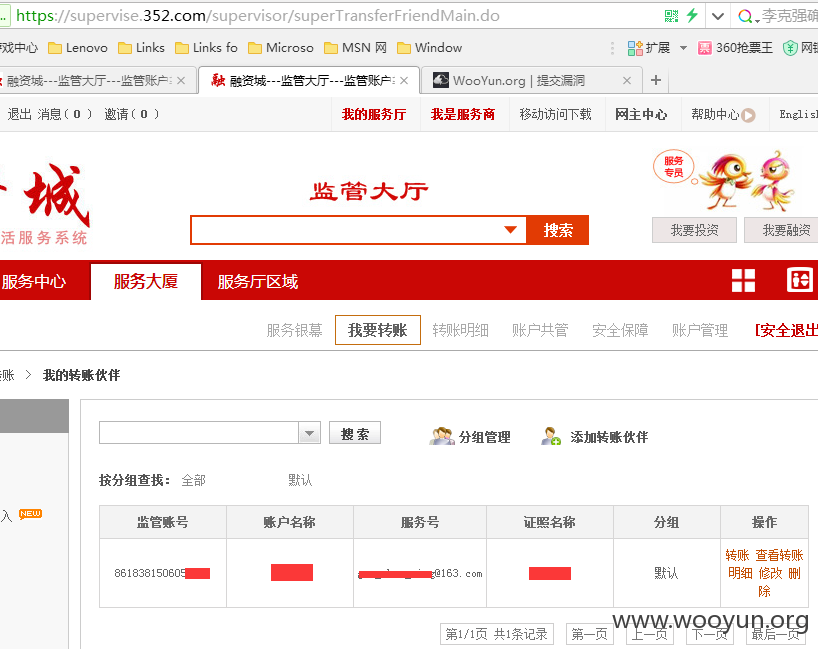 https://supervise.352.com/supervisor/superTransferFriendMain.do
李克强确
戏中心 Lenovo Links Links fo Microso MSN 网 Window 扩展 360抢票王 网银
融资城---监管大厅---监管账户 融资城---监管大厅---监管账户 WooYun.org | 提交漏洞
退出 消息 ( 0 ) 邀请 ( 0 ) 我的服务厅 我是服务商 移动访问下载 网主中心 帮助中心 English
城
活服务系统
监管大厅
搜索
服务专员
我要投资 我要融资
服务中心 服务大厦 服务厅区域
服务银幕 我要转账 转账明细 账户共管 安全保障 账户管理 [安全退出
转账 > 我的转账伙伴
搜 索 分组管理 添加转账伙伴
按分组查找： 全部 默认
入 NEW
监管账号 账户名称 服务号 证照名称 分组 操作
861838150605 @163.com 默认 转账 查看转账明细 修改 删除
第1/1页 共1条记录 第一页 上一页 下一页 最后一页
www.wooyun.org